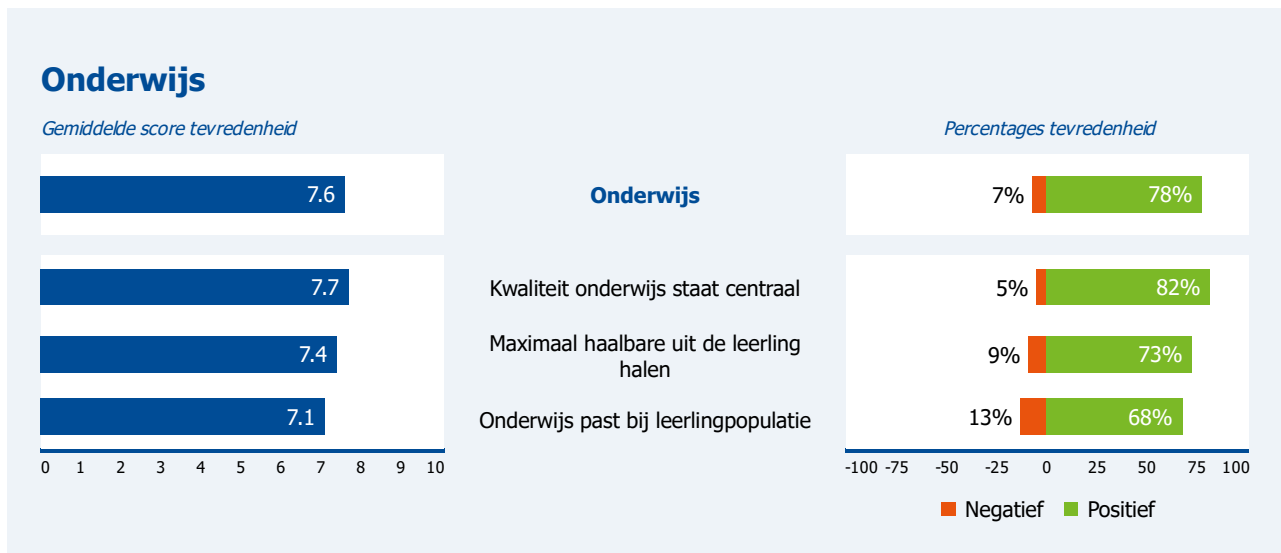 Onderwijs
Gemiddelde score tevredenheid
Percentages tevredenheid
7.6
Onderwijs
7%
78%
7.7
Kwaliteit onderwijs staat centraal
5%
82%
7.4
Maximaal haalbare uit de leerling
halen
9%
73%
7.1
Onderwijs past bij leerlingpopulatie
13%
68%
0 1 2 3 4 5 6 7 8 9 10
-100 -75 -50 -25 0 25 50 75 100
Negatief Positief